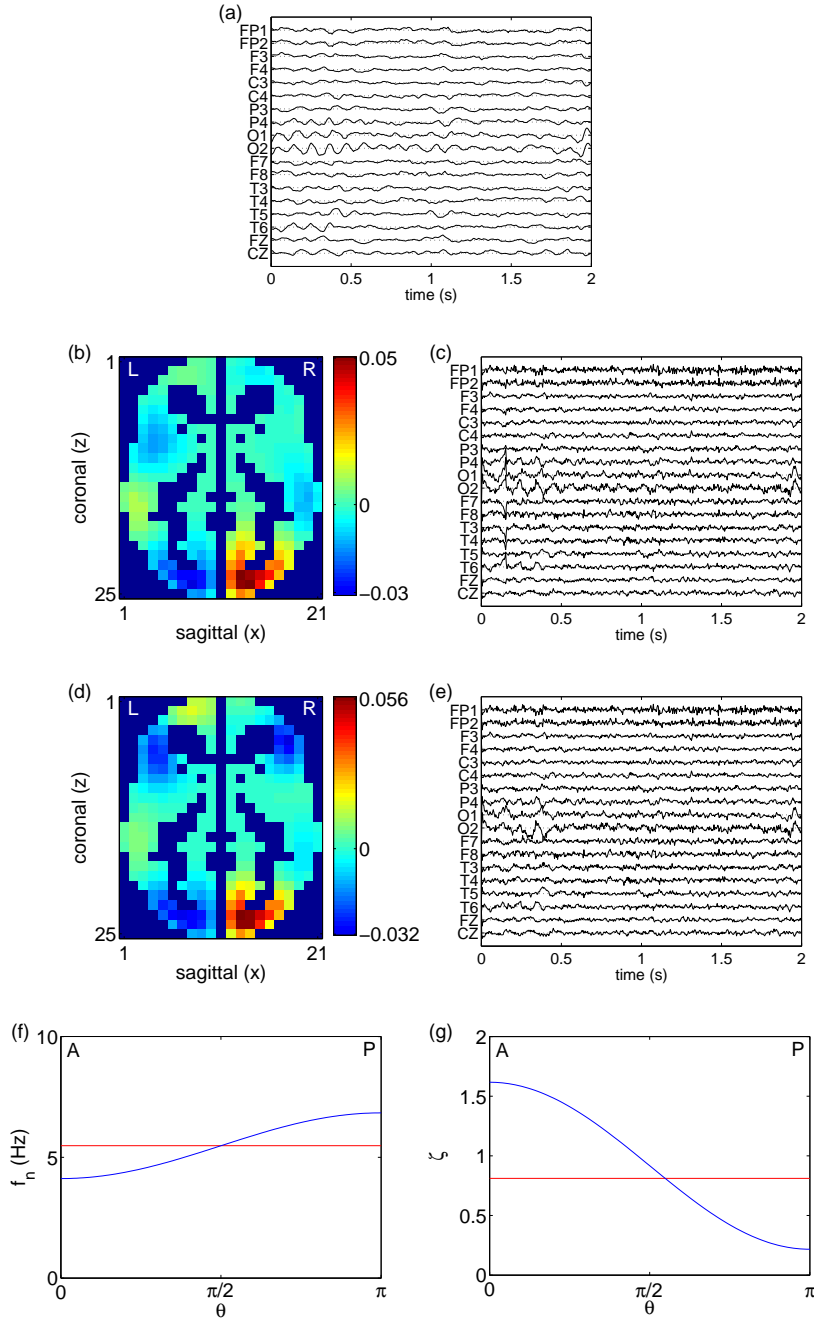 (a)
FP1
FP2
F3
F4
C3
C4
P3
P4
O1
O2
F7
F8
T3
T4
T5
T6
FZ
CZ
0 0.5 1 1.5 2
time (s)
(b)
1
L R
coronal (z)
25
1 21
sagittal (x)
0.05
0
−0.03
(c)
FP1
FP2
F3
F4
C3
C4
P3
P4
O1
O2
F7
F8
T3
T4
T5
T6
FZ
CZ
0 0.5 1 1.5 2
time (s)
(d)
1
L R
coronal (z)
25
1 21
sagittal (x)
0.056
0
−0.032
(e)
FP1
FP2
F3
F4
C3
C4
P3
P4
O1
O2
F7
F8
T3
T4
T5
T6
FZ
CZ
0 0.5 1 1.5 2
time (s)
(f)
10
5
0
A P
f_n (Hz)
0 π/2 π
θ
(g)
2
1.5
1
0.5
0
A P
ζ
0 π/2 π
θ